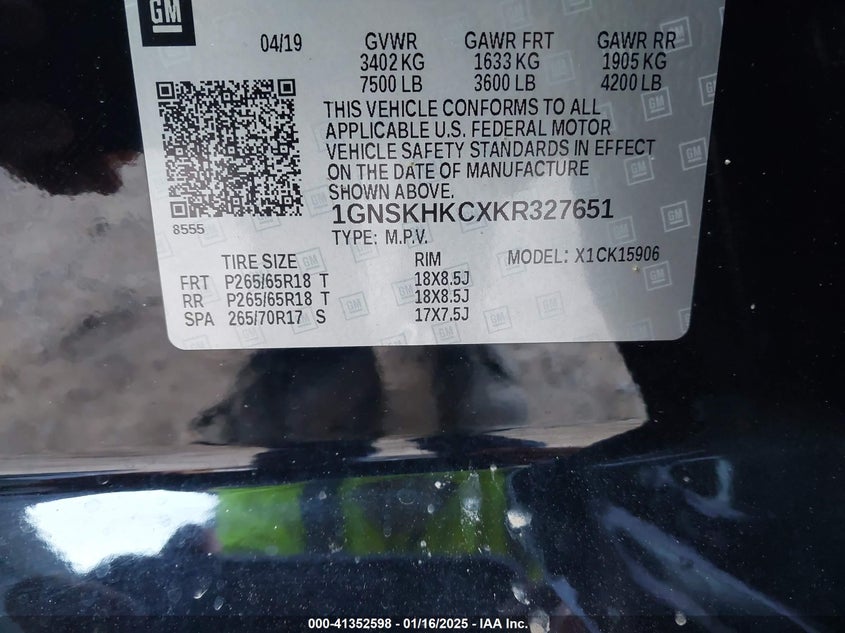 GM
04/19 GVWR GAWR FRT GAWR RR
3402 KG 1633 KG 1905 KG
7500 LB 3600 LB 4200 LB
THIS VEHICLE CONFORMS TO ALL
APPLICABLE U.S. FEDERAL MOTOR
VEHICLE SAFETY STANDARDS IN EFFECT
ON THE DATE OF MANUFACTURE
SHOWN ABOVE.
8555 1GNSKHKCXKR327651
TYPE: M.P.V. MODEL: X1CK15906
TIRE SIZE RIM
FRT P265/65R18 T 18X8.5J
RR P265/65R18 T 18X8.5J
SPA 265/70R17 S 17X7.5J
000-41352598 - 01/16/2025 - IAA Inc.